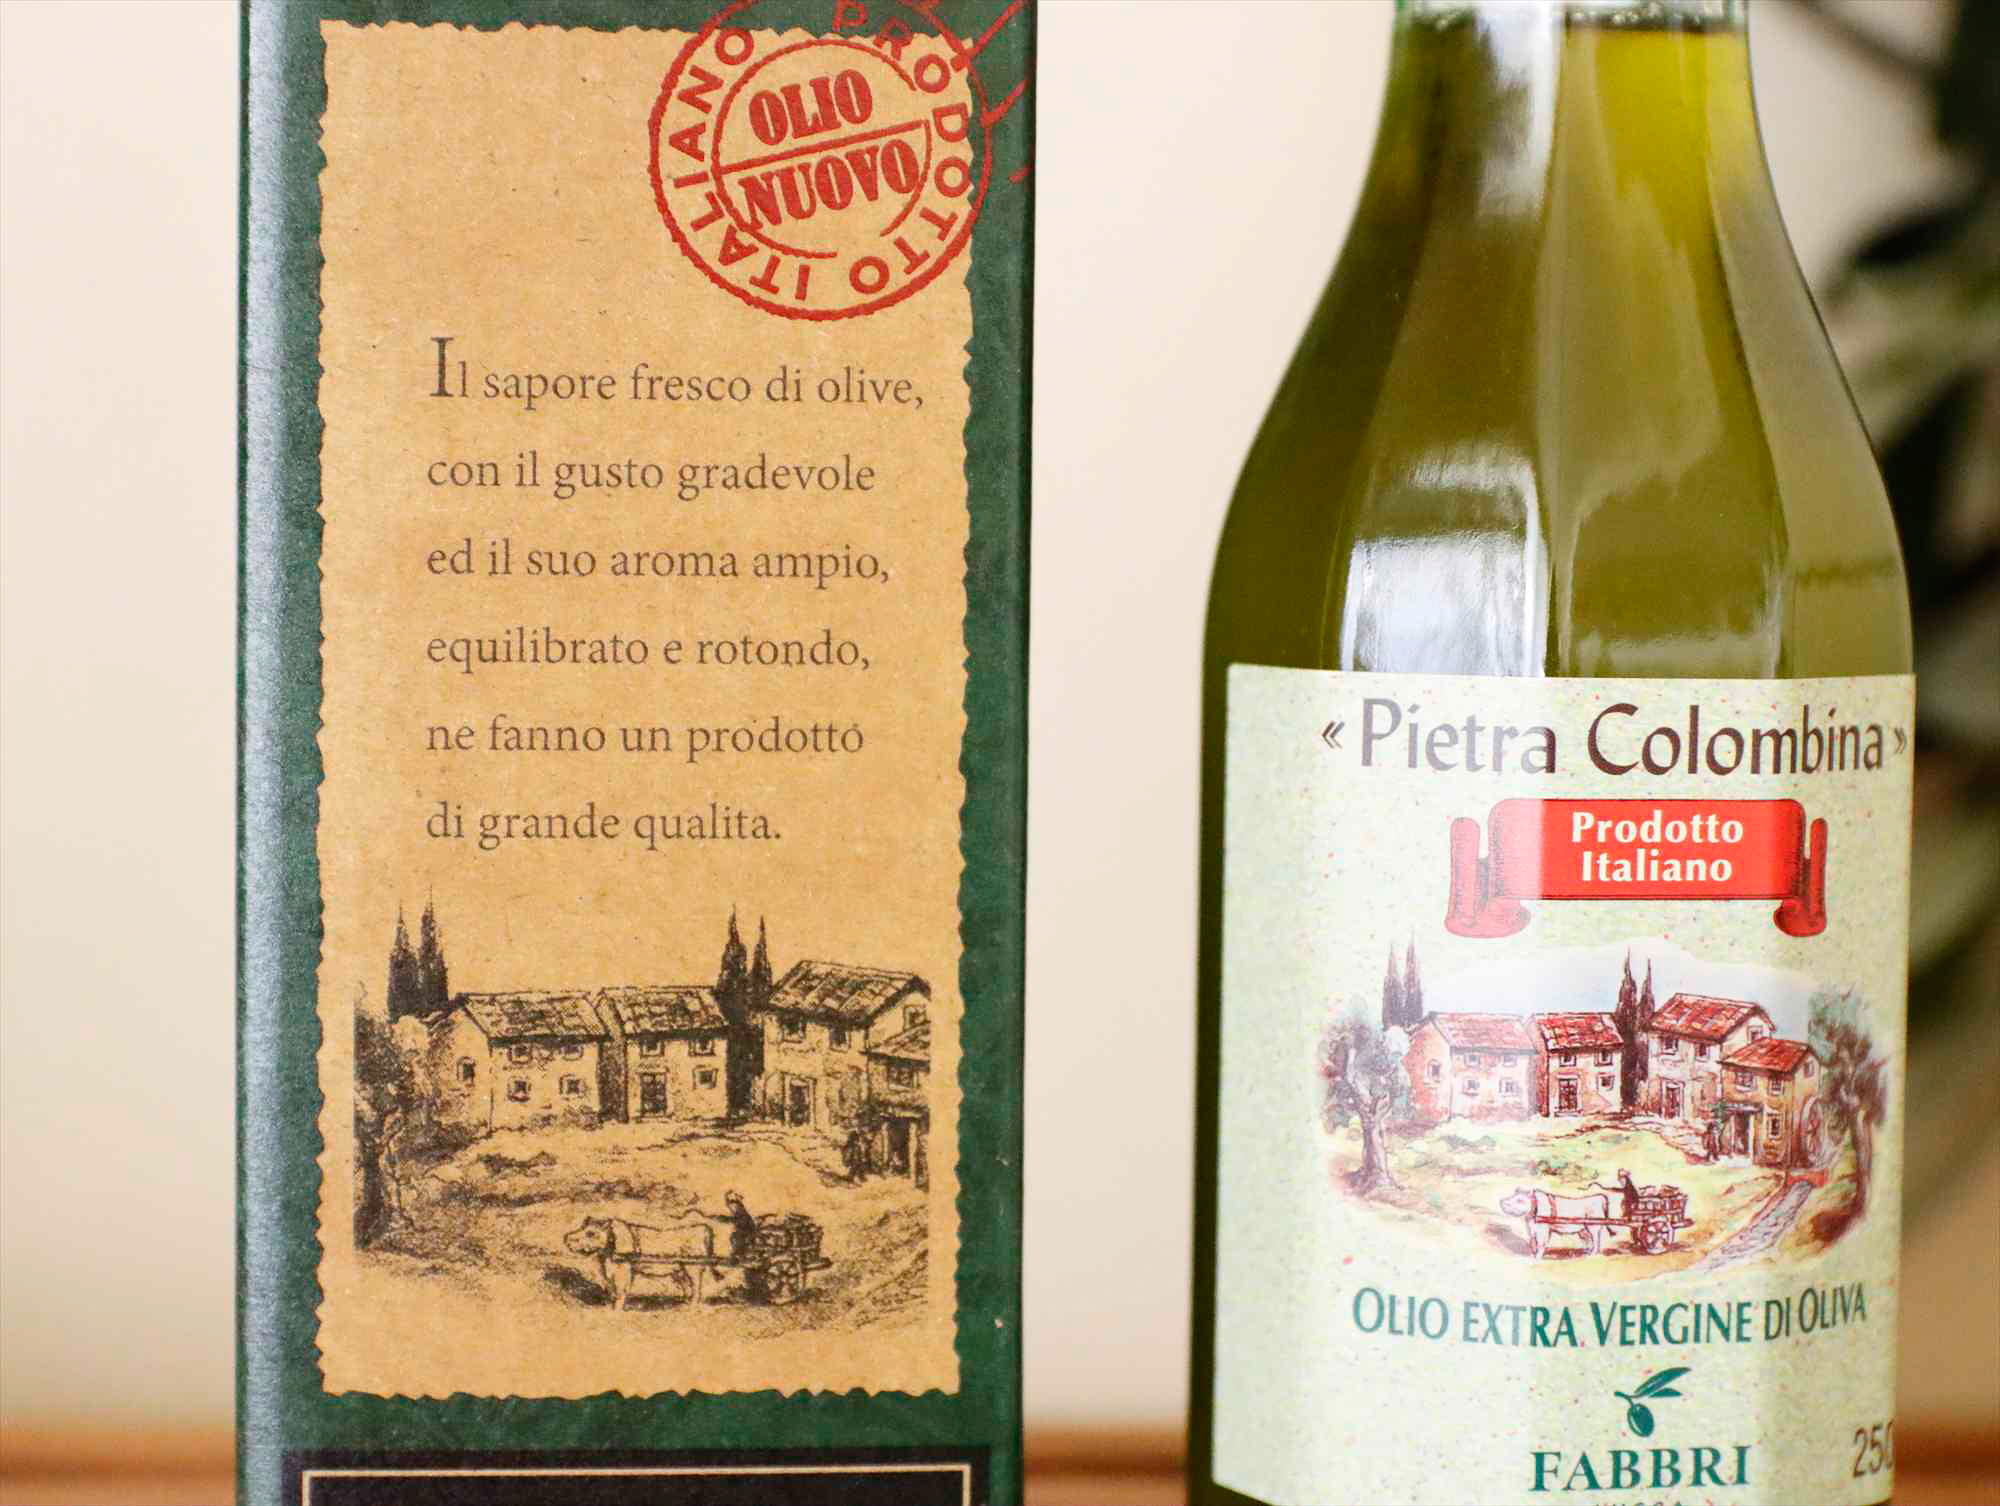 PRODOTTO ITALIANO
OLIO
NUOVO
Il sapore fresco di olive,
con il gusto gradevole
ed il suo aroma ampio,
equilibrato e rotondo,
ne fanno un prodotto
di grande qualita.
«Pietra Colombina»
Prodotto
Italiano
OLIO EXTRA VERGINE DI OLIVA
FABBRI
250